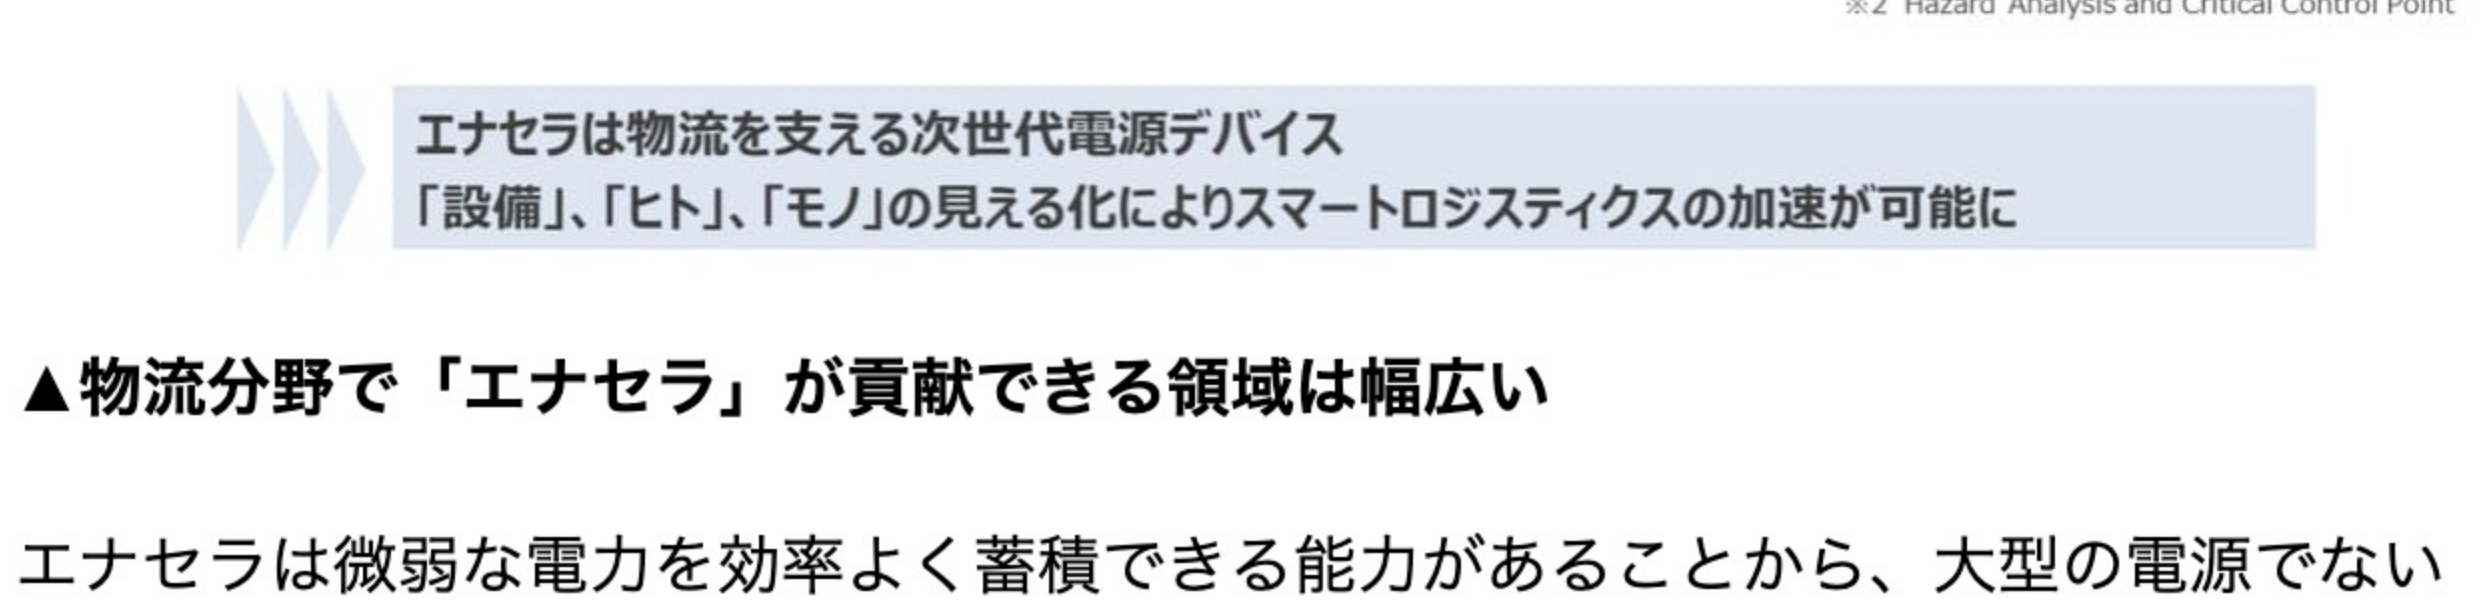 ※2 Hazard Analysis and Critical Control Point
エナセラは物流を支える次世代電源デバイス
「設備」、「ヒト」、「モノ」の見える化によりスマートロジスティクスの加速が可能に
▲物流分野で「エナセラ」が貢献できる領域は幅広い
エナセラは微弱な電力を効率よく蓄積できる能力があることから、大型の電源でない